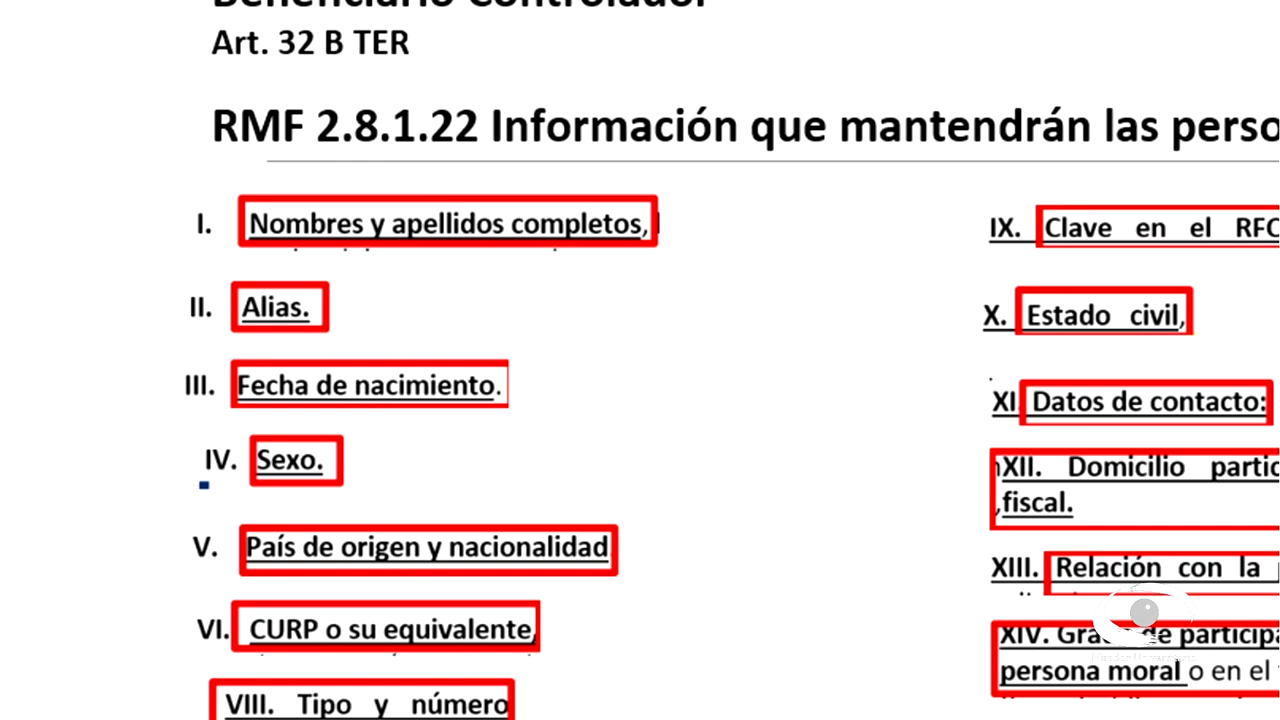 Beneficiario Controlador
Art. 32 B TER
RMF 2.8.1.22 Información que mantendrán las perso
I. Nombres y apellidos completos,
II. Alias.
III. Fecha de nacimiento.
IV. Sexo.
V. País de origen y nacionalidad
VI. CURP o su equivalente,
VIII. Tipo y número
IX. Clave en el RFC
X. Estado civil,
XI Datos de contacto:
XII. Domicilio partic
,fiscal.
XIII. Relación con la
XIV. de participa
persona moral o en el